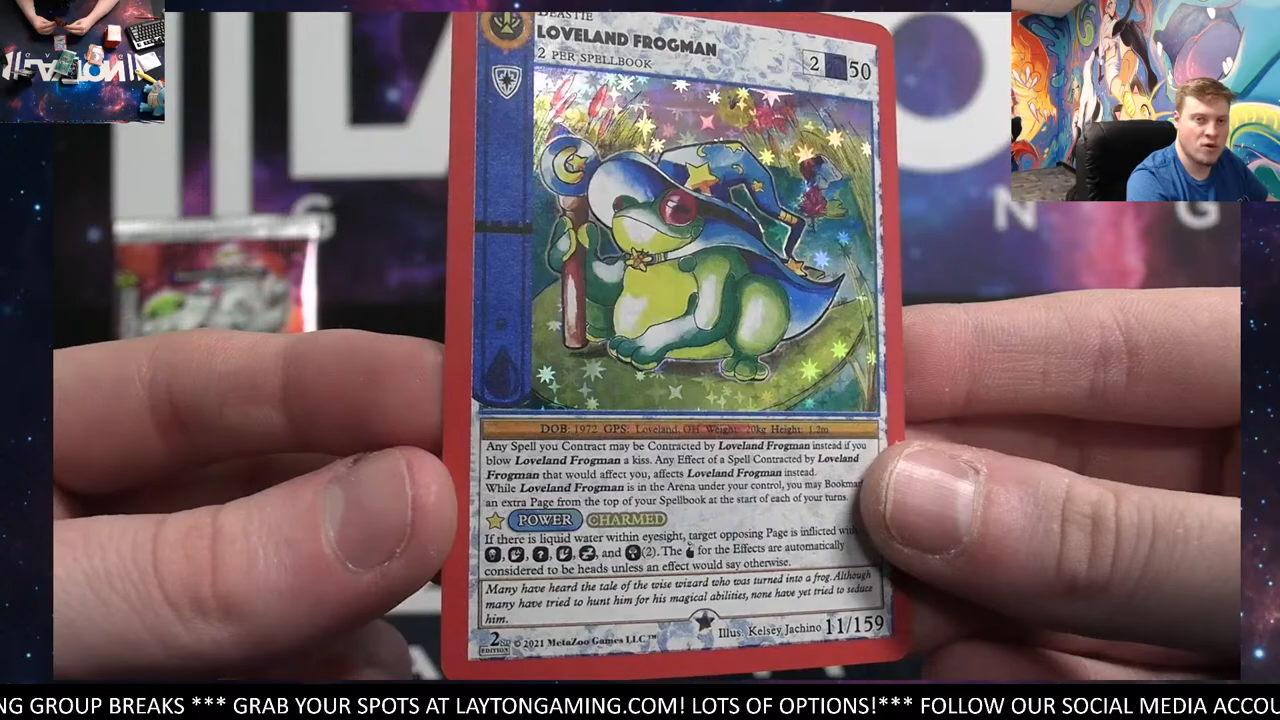 BEASTIE
LOVELAND FROGMAN
2 PER SPELLBOOK
2 50
S
N G
DOB: 1972 GPS: Loveland, OH Weight: 20kg Height: 1.2m
Any Spell you Contract may be Contracted by Loveland Frogman instead if you
blow Loveland Frogman a kiss. Any Effect of a Spell Contracted by Loveland
Frogman that would affect you, affects Loveland Frogman instead.
While Loveland Frogman is in the Arena under your control, you may Bookmark
an extra Page from the top of your Spellbook at the start of each of your turns.
POWER CHARMED
If there is liquid water within eyesight, target opposing Page is inflicted with
, , ? , , , and (2). The for the Effects are automatically
considered to be heads unless an effect would say otherwise.
Many have heard the tale of the wise wizard who was turned into a frog. Although
many have tried to hunt him for his magical abilities, none have yet tried to seduce
him.
2ND EDITION © 2021 MetaZoo Games LLC™ Illus. Kelsey Jachino 11/159
NG GROUP BREAKS *** GRAB YOUR SPOTS AT LAYTONGAMING.COM! LOTS OF OPTIONS!*** FOLLOW OUR SOCIAL MEDIA ACCOU